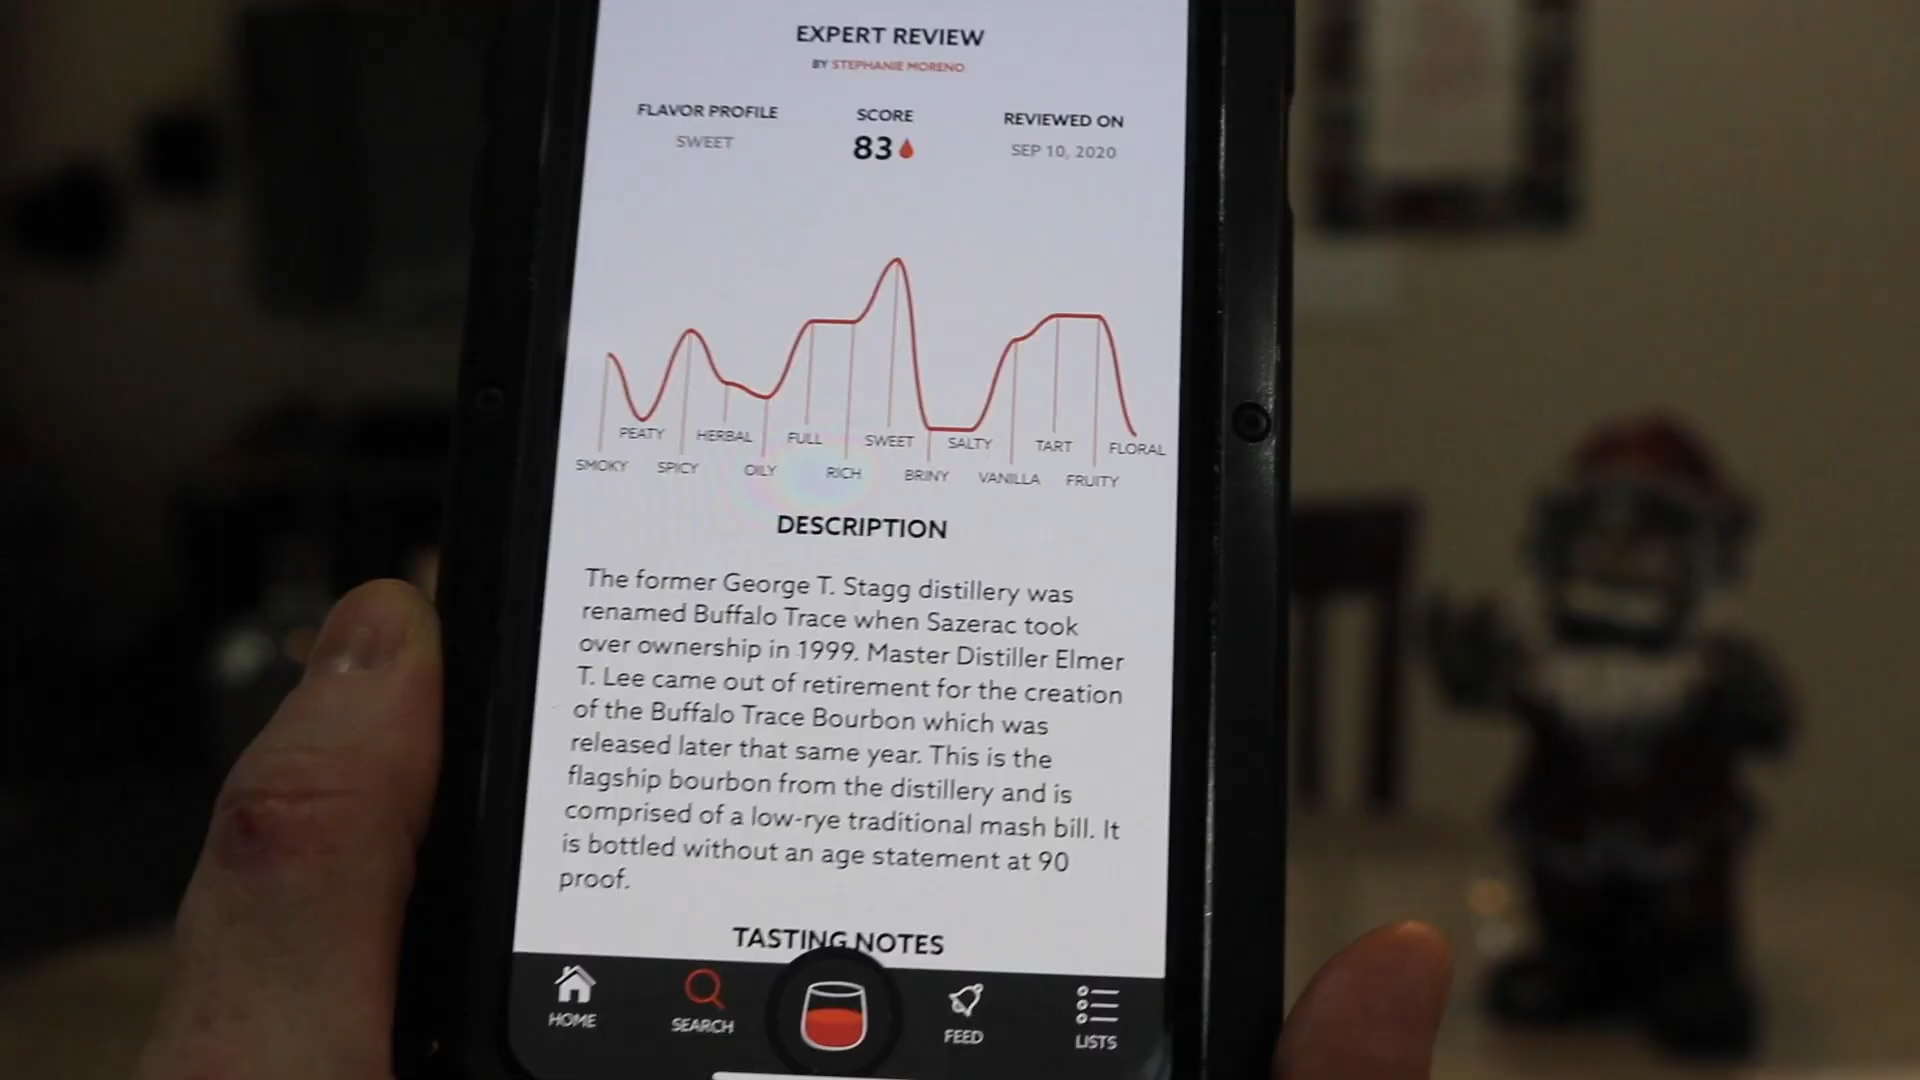 EXPERT REVIEW
BY STEPHANIE MORENO
FLAVOR PROFILE
SWEET
SCORE
83
REVIEWED ON
SEP 10, 2020
PEATY HERBAL FULL SWEET SALTY TART FLORAL
SMOKY SPICY OILY RICH BRINY VANILLA FRUITY
DESCRIPTION
The former George T. Stagg distillery was
renamed Buffalo Trace when Sazerac took
over ownership in 1999. Master Distiller Elmer
T. Lee came out of retirement for the creation
of the Buffalo Trace Bourbon which was
released later that same year. This is the
flagship bourbon from the distillery and is
comprised of a low-rye traditional mash bill. It
is bottled without an age statement at 90
proof.
TASTING NOTES
HOME SEARCH FEED LISTS